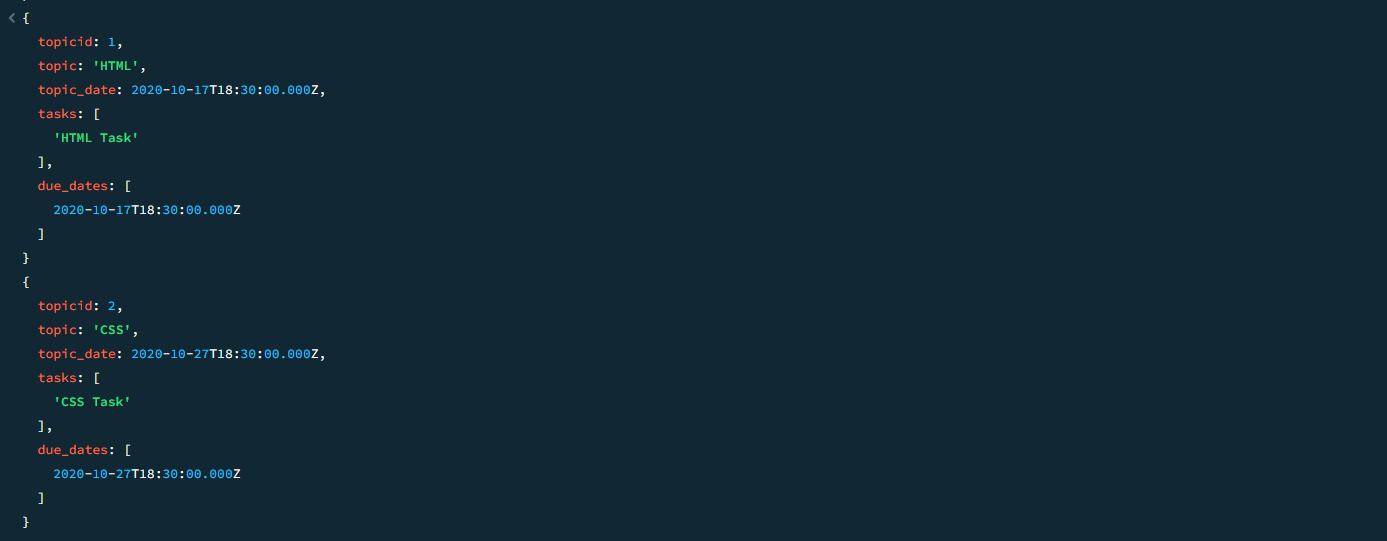 {
  topicid: 1,
  topic: 'HTML',
  topic_date: 2020-10-17T18:30:00.000Z,
  tasks: [
    'HTML Task'
  ],
  due_dates: [
    2020-10-17T18:30:00.000Z
  ]
}
{
  topicid: 2,
  topic: 'CSS',
  topic_date: 2020-10-27T18:30:00.000Z,
  tasks: [
    'CSS Task'
  ],
  due_dates: [
    2020-10-27T18:30:00.000Z
  ]
}